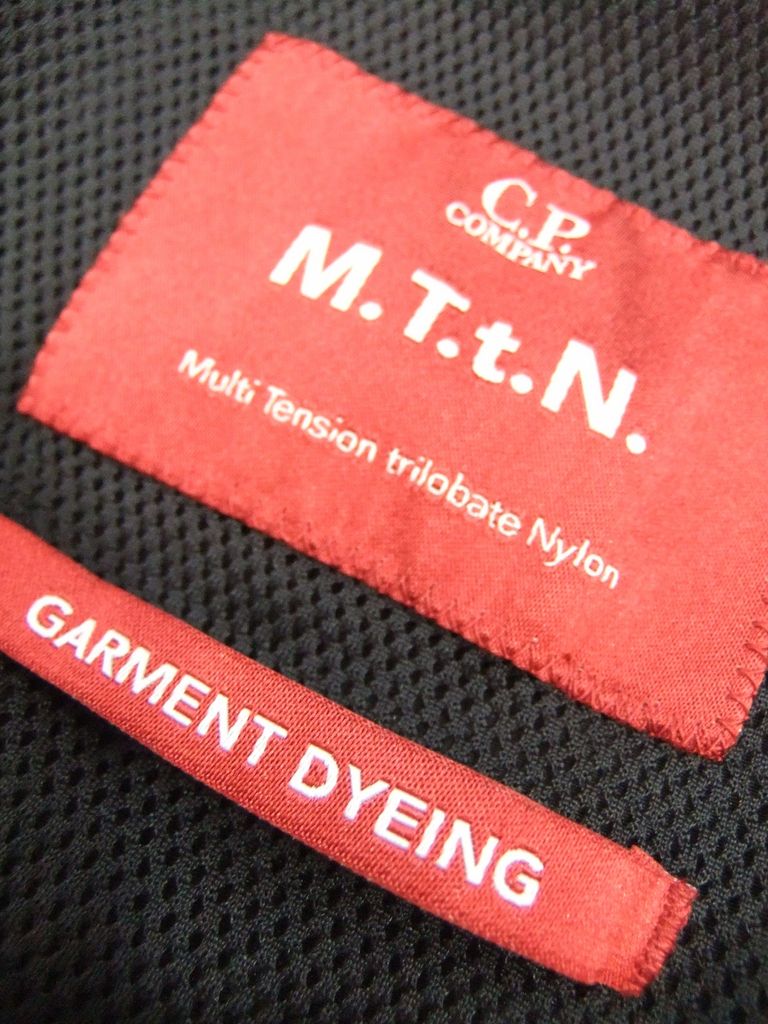 C.P.
COMPANY
M.T.t.N.
Multi Tension trilobate Nylon
GARMENT DYEING